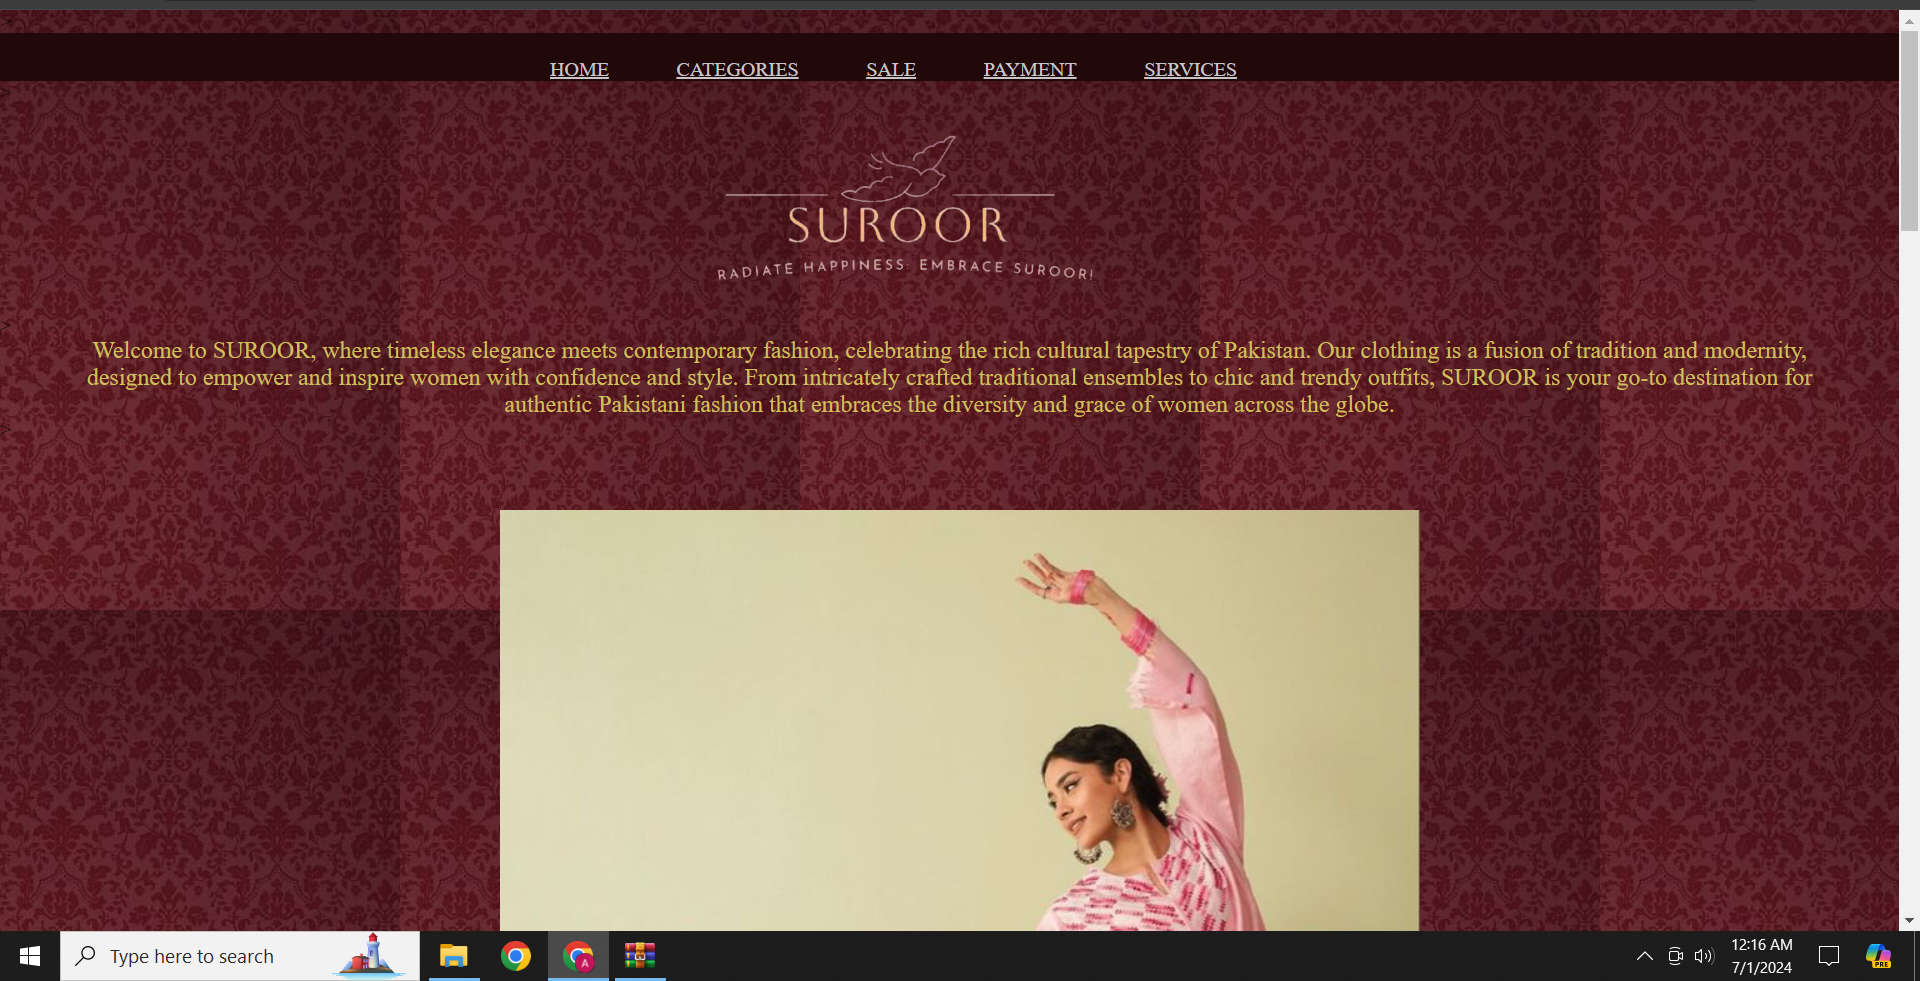 >
HOME CATEGORIES SALE PAYMENT SERVICES
>
SUROOR
RADIATE HAPPINESS: EMBRACE SUROOR!
>
Welcome to SUROOR, where timeless elegance meets contemporary fashion, celebrating the rich cultural tapestry of Pakistan. Our clothing is a fusion of tradition and modernity,
designed to empower and inspire women with confidence and style. From intricately crafted traditional ensembles to chic and trendy outfits, SUROOR is your go-to destination for
authentic Pakistani fashion that embraces the diversity and grace of women across the globe.
>
Type here to search
A
12:16 AM
7/1/2024
PRE